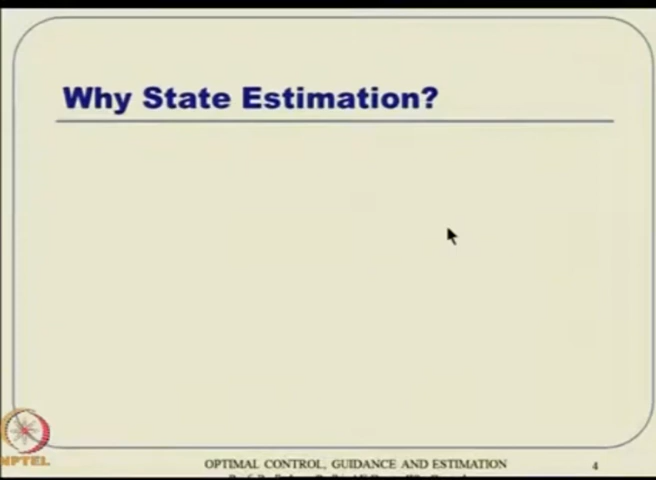 Why State Estimation?
NPTEL
OPTIMAL CONTROL, GUIDANCE AND ESTIMATION
4